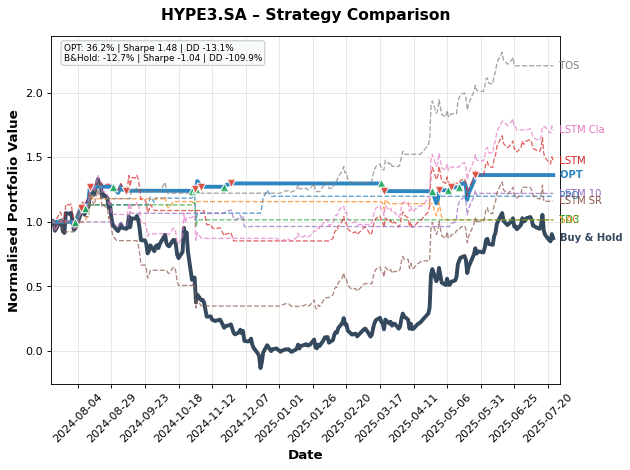 HYPE3.SA – Strategy Comparison
OPT: 36.2% | Sharpe 1.48 | DD -13.1%
B&Hold: -12.7% | Sharpe -1.04 | DD -109.9%
Normalised Portfolio Value
2.0
1.5
1.0
0.5
0.0
TOS
LSTM Cla
LSTM
OPT
LSTM SR
Buy & Hold
2024-08-04
2024-08-29
2024-09-23
2024-10-18
2024-11-12
2024-12-07
2025-01-01
2025-01-26
2025-02-20
2025-03-17
2025-04-11
2025-05-06
2025-05-31
2025-06-25
2025-07-20
Date